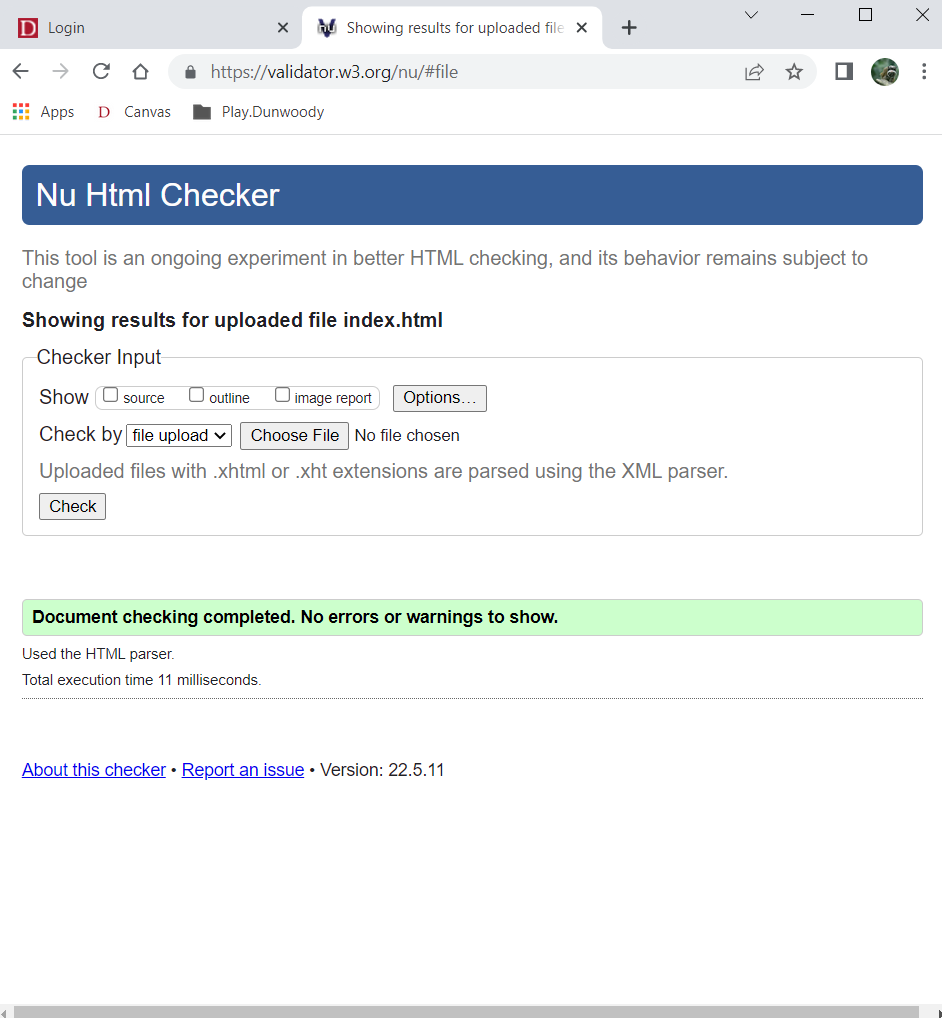 D Login
nu Showing results for uploaded file
https://validator.w3.org/nu/#file
Apps D Canvas Play.Dunwoody
Nu Html Checker
This tool is an ongoing experiment in better HTML checking, and its behavior remains subject to
change
Showing results for uploaded file index.html
Checker Input
Show source outline image report Options…
Check by file upload Choose File No file chosen
Uploaded files with .xhtml or .xht extensions are parsed using the XML parser.
Check
Document checking completed. No errors or warnings to show.
Used the HTML parser.
Total execution time 11 milliseconds.
About this checker • Report an issue • Version: 22.5.11